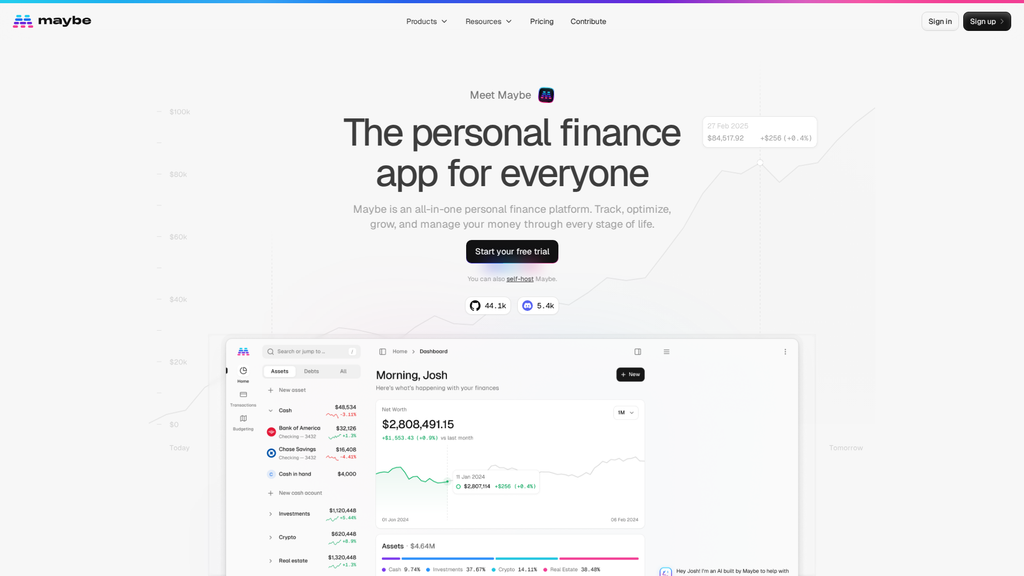 maybe
Products
Resources
Pricing
Contribute
Sign in
Sign up
Meet Maybe
The personal finance
app for everyone
Maybe is an all-in-one personal finance platform. Track, optimize,
grow, and manage your money through every stage of life.
Start your free trial
You can also self-host Maybe.
44.1k
5.4k
$100k
$80k
$60k
$40k
$20k
$0
Today
Tomorrow
27 Feb 2025
$84,517.92 +$256 (+0.4%)
Search or jump to ... /
Assets Debts All
New asset
Cash $48,534
-3.11%
Bank of America $32,126
Checking — 3432 +1.3%
Chase Savings $16,408
Checking — 3432 -4.41%
C Cash in hand $4,000
New cash acount
Investments $1,120,448
+5.44%
Crypto $620,448
+8.9%
Real estate $1,320,448
+1.3%
Home
Transactions
Budgeting
Home > Dashboard
Morning, Josh
Here's what's happening with your finances
New
Net Worth
1M
$2,808,491.15
+$1,553.43 (+0.9%) vs last month
11 Jan 2024
$2,807,114 +$256 (+0.4%)
01 Jan 2024 08 Feb 2024
Assets · $4.64M
Cash 9.74% Investments 37.67% Crypto 14.11% Real Estate 38.48%
Hey Josh! I'm an AI built by Maybe to help with